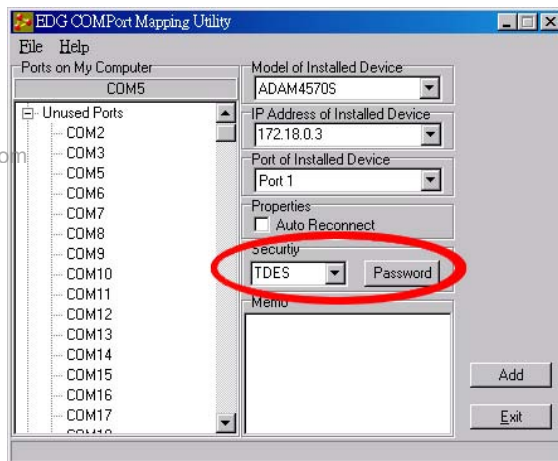 EDG COMPort Mapping Utility
File Help
Ports on My Computer
COM5
Unused Ports
COM2
COM3
COM5
COM6
COM7
COM8
COM9
COM10
COM11
COM12
COM13
COM14
COM15
COM16
COM17
Model of Installed Device
ADAM4570S
IP Address of Installed Device
172.18.0.3
Port of Installed Device
Port 1
Properties
Auto Reconnect
Securtiy
TDES
Password
Memo
Add
Exit
om